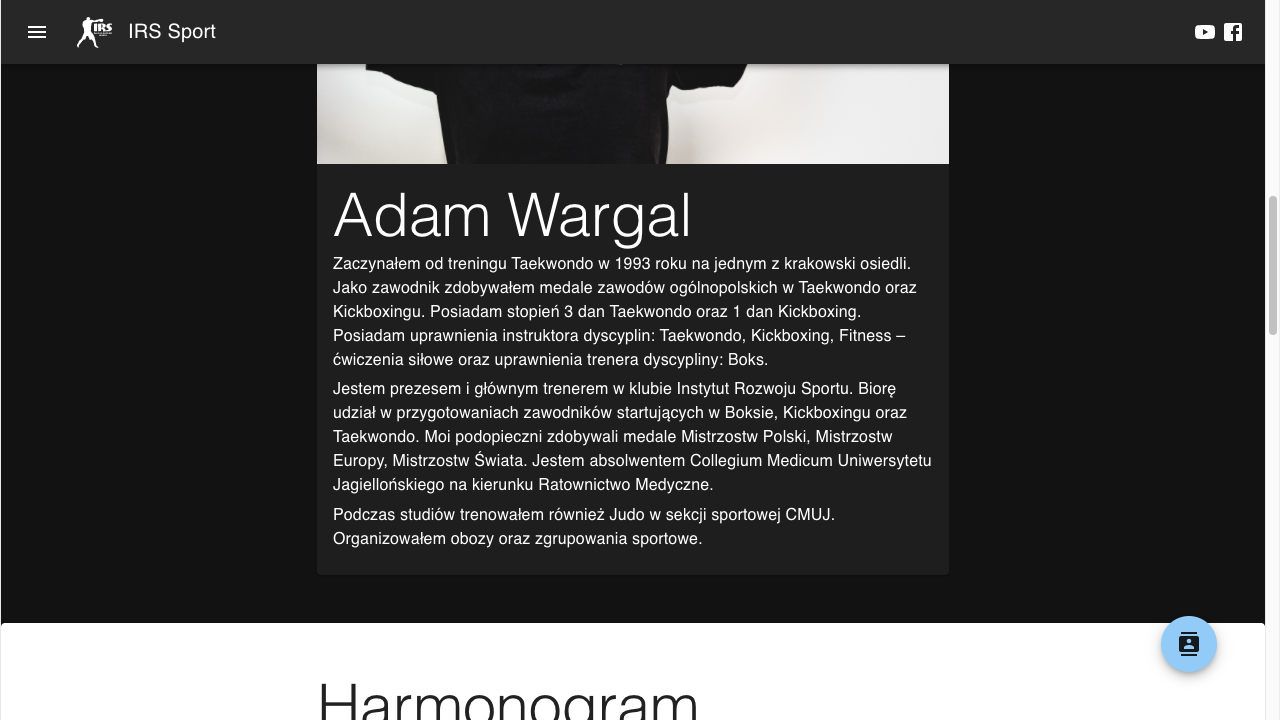 IRS
IRS Sport
Adam Wargal
Zaczynałem od treningu Taekwondo w 1993 roku na jednym z krakowski osiedli.
Jako zawodnik zdobywałem medale zawodów ogólnopolskich w Taekwondo oraz
Kickboxingu. Posiadam stopień 3 dan Taekwondo oraz 1 dan Kickboxing.
Posiadam uprawnienia instruktora dyscyplin: Taekwondo, Kickboxing, Fitness –
ćwiczenia siłowe oraz uprawnienia trenera dyscypliny: Boks.
Jestem prezesem i głównym trenerem w klubie Instytut Rozwoju Sportu. Biorę
udział w przygotowaniach zawodników startujących w Boksie, Kickboxingu oraz
Taekwondo. Moi podopieczni zdobywali medale Mistrzostw Polski, Mistrzostw
Europy, Mistrzostw Świata. Jestem absolwentem Collegium Medicum Uniwersytetu
Jagiellońskiego na kierunku Ratownictwo Medyczne.
Podczas studiów trenowałem również Judo w sekcji sportowej CMUJ.
Organizowałem obozy oraz zgrupowania sportowe.
Harmonogram